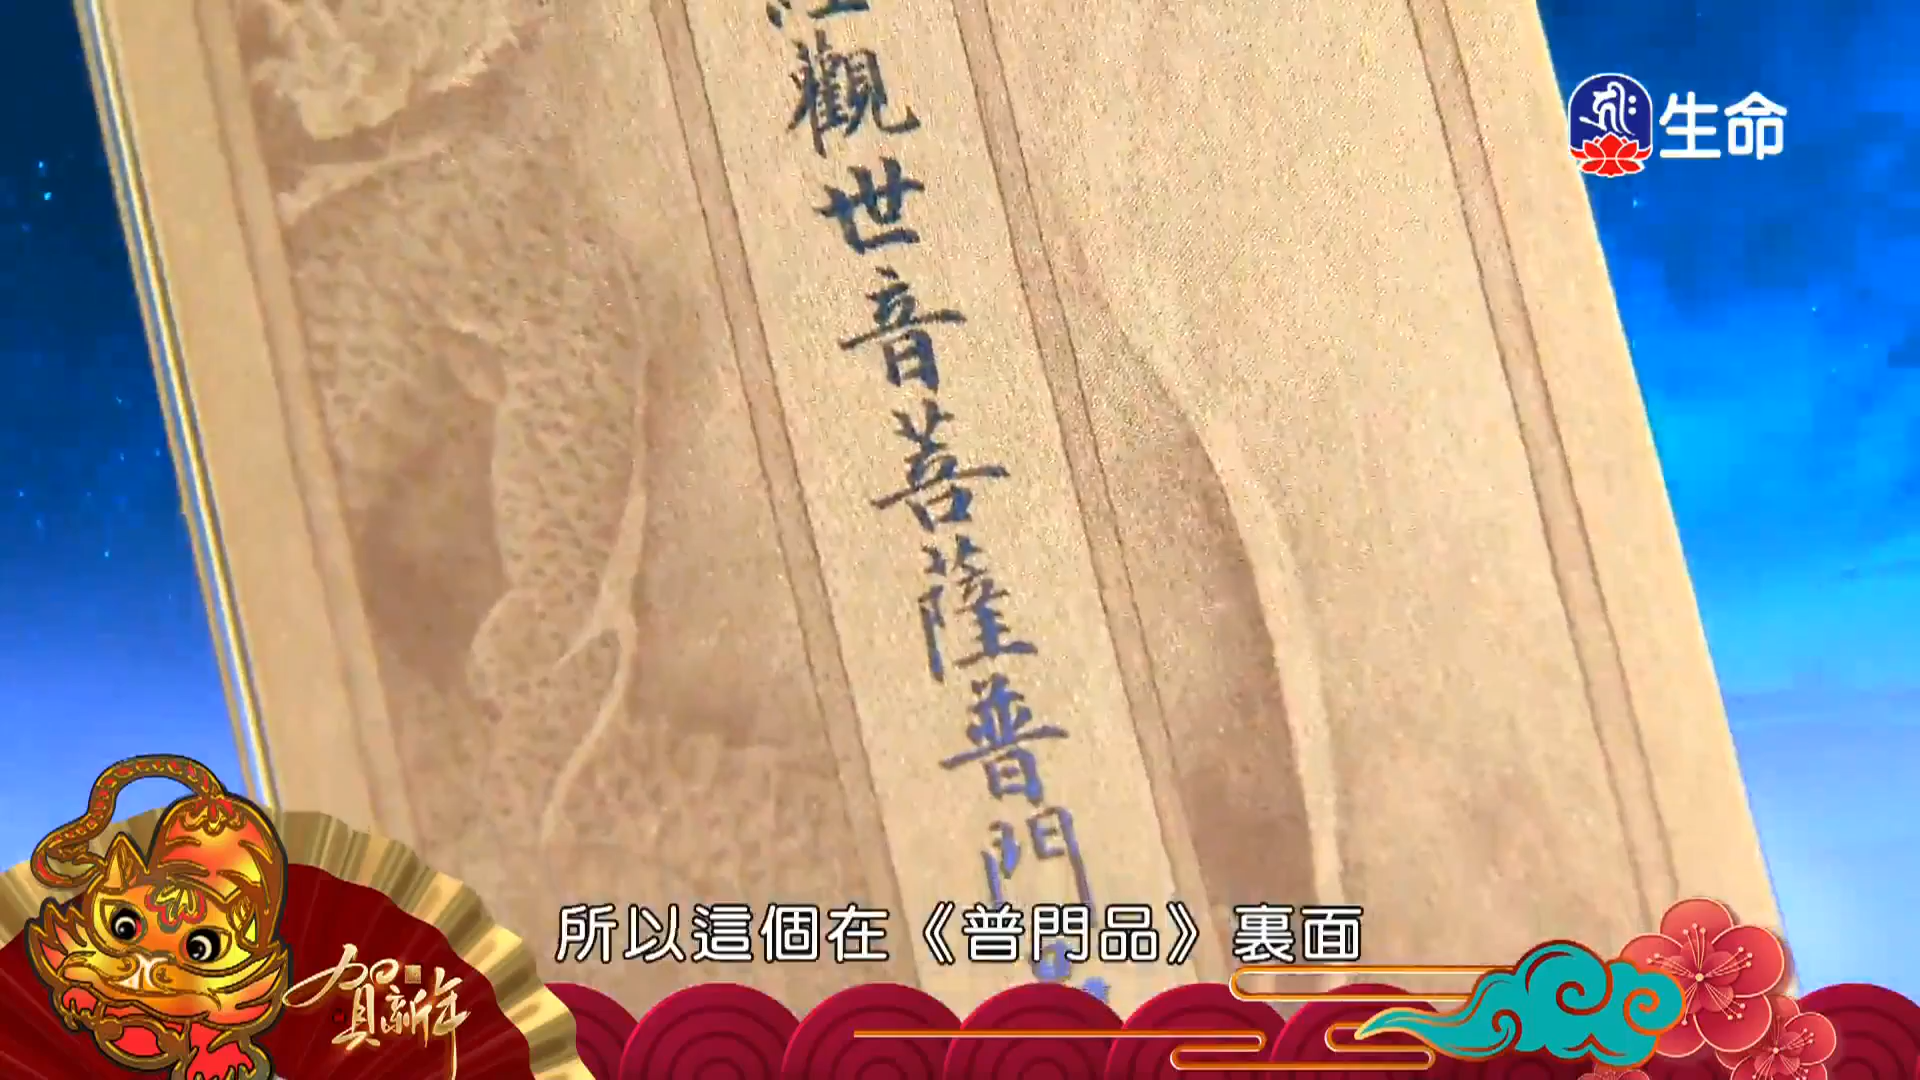 觀世音菩薩普門
生命
所以這個在《普門品》裏面
賀新年